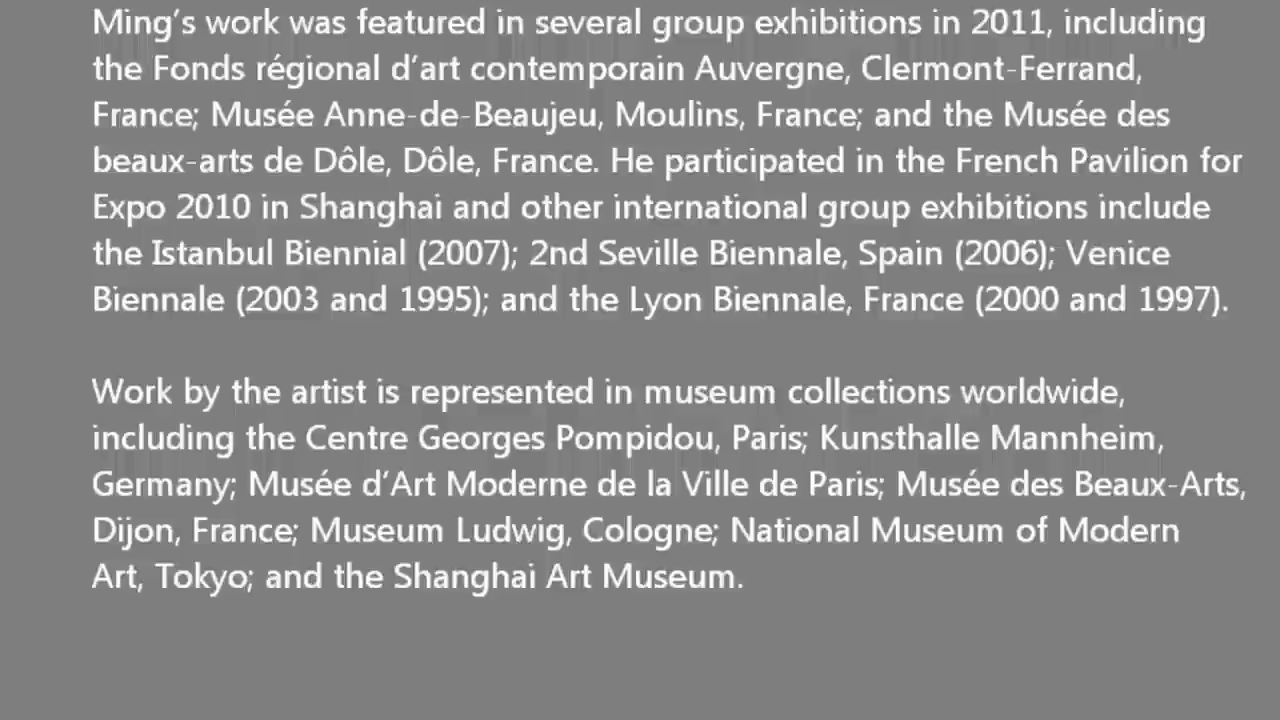 Ming’s work was featured in several group exhibitions in 2011, including
the Fonds régional d’art contemporain Auvergne, Clermont-Ferrand,
France; Musée Anne-de-Beaujeu, Moulins, France; and the Musée des
beaux-arts de Dôle, Dôle, France. He participated in the French Pavilion for
Expo 2010 in Shanghai and other international group exhibitions include
the Istanbul Biennial (2007); 2nd Seville Biennale, Spain (2006); Venice
Biennale (2003 and 1995); and the Lyon Biennale, France (2000 and 1997).
Work by the artist is represented in museum collections worldwide,
including the Centre Georges Pompidou, Paris; Kunsthalle Mannheim,
Germany; Musée d’Art Moderne de la Ville de Paris; Musée des Beaux-Arts,
Dijon, France; Museum Ludwig, Cologne; National Museum of Modern
Art, Tokyo; and the Shanghai Art Museum.